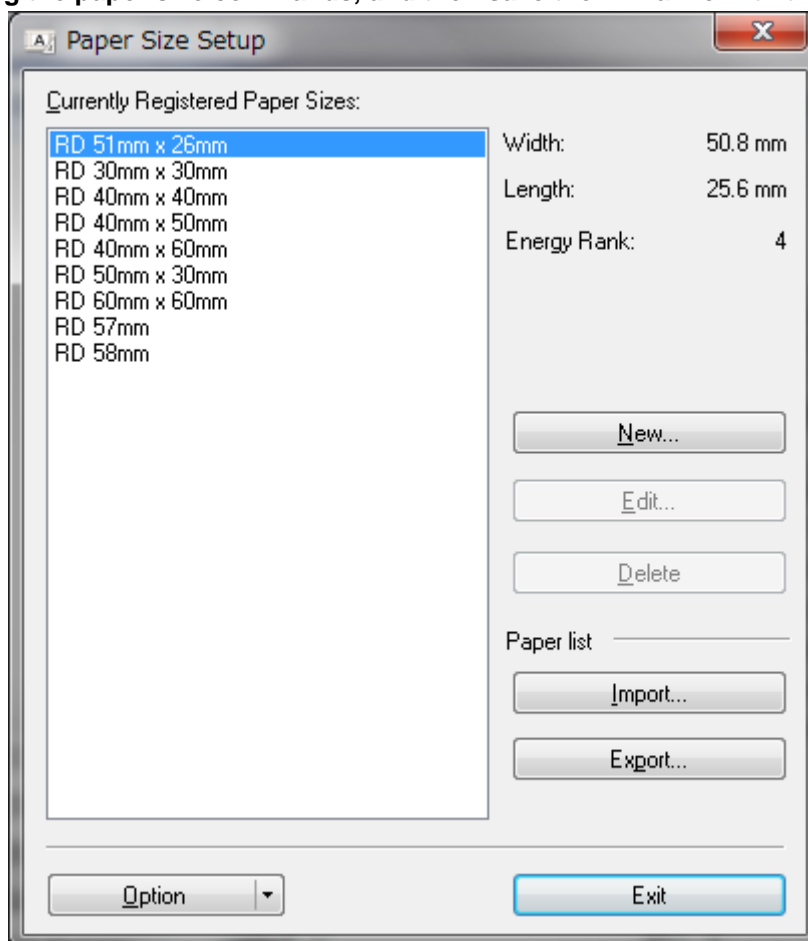 Paper Size Setup
Currently Registered Paper Sizes:
RD 51mm x 26mm
RD 30mm x 30mm
RD 40mm x 40mm
RD 40mm x 50mm
RD 40mm x 60mm
RD 50mm x 30mm
RD 60mm x 60mm
RD 57mm
RD 58mm
Width: 50.8 mm
Length: 25.6 mm
Energy Rank: 4
New...
Edit...
Delete
Paper list
Import...
Export...
Option
Exit